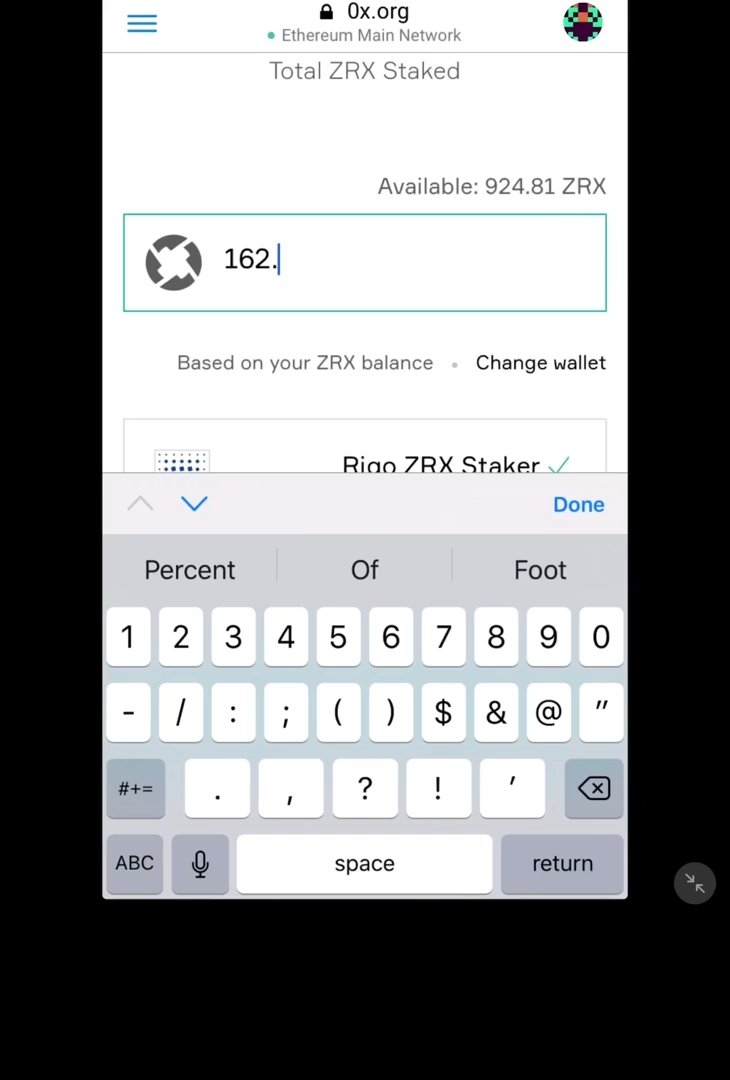 0x.org
Ethereum Main Network
Total ZRX Staked
Available: 924.81 ZRX
162.
Based on your ZRX balance • Change wallet
Rigo ZRX Staker
Done
Percent Of Foot
1 2 3 4 5 6 7 8 9 0
- / : ; ( ) $ & @ "
#+= . , ? ! '
ABC space return